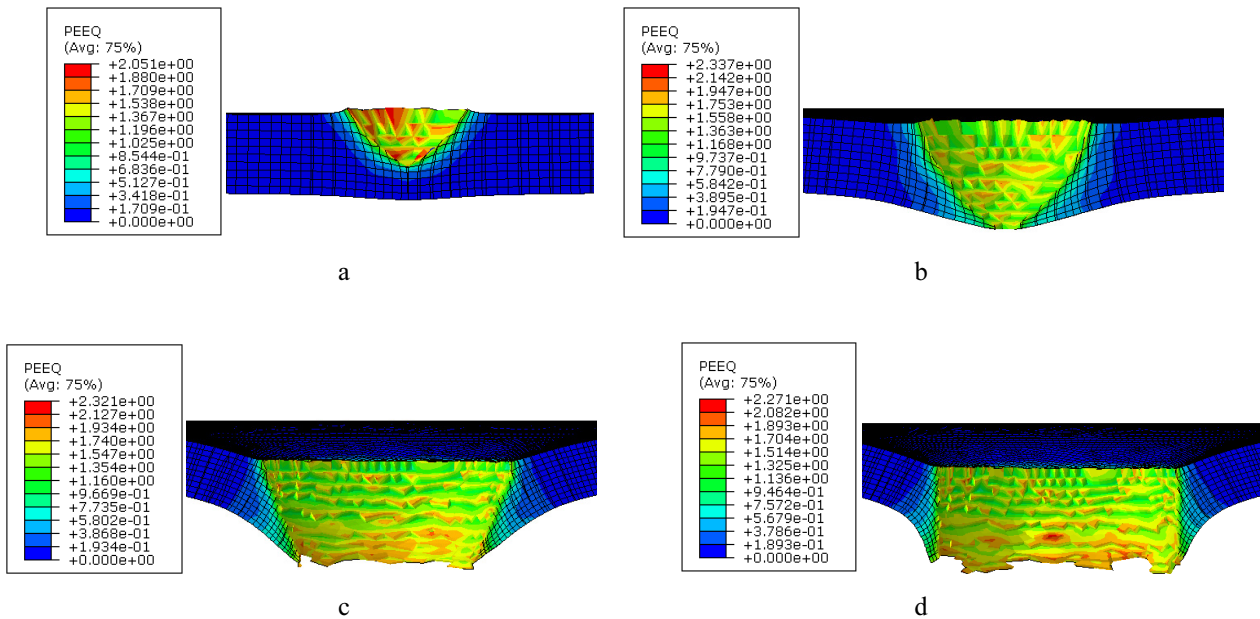 PEEQ
(Avg: 75%)
+2.051e+00
+1.880e+00
+1.709e+00
+1.538e+00
+1.367e+00
+1.196e+00
+1.025e+00
+8.544e-01
+6.836e-01
+5.127e-01
+3.418e-01
+1.709e-01
+0.000e+00
a
PEEQ
(Avg: 75%)
+2.337e+00
+2.142e+00
+1.947e+00
+1.753e+00
+1.558e+00
+1.363e+00
+1.168e+00
+9.737e-01
+7.790e-01
+5.842e-01
+3.895e-01
+1.947e-01
+0.000e+00
b
PEEQ
(Avg: 75%)
+2.321e+00
+2.127e+00
+1.934e+00
+1.740e+00
+1.547e+00
+1.354e+00
+1.160e+00
+9.669e-01
+7.735e-01
+5.802e-01
+3.868e-01
+1.934e-01
+0.000e+00
c
PEEQ
(Avg: 75%)
+2.271e+00
+2.082e+00
+1.893e+00
+1.704e+00
+1.514e+00
+1.325e+00
+1.136e+00
+9.464e-01
+7.572e-01
+5.679e-01
+3.786e-01
+1.893e-01
+0.000e+00
d